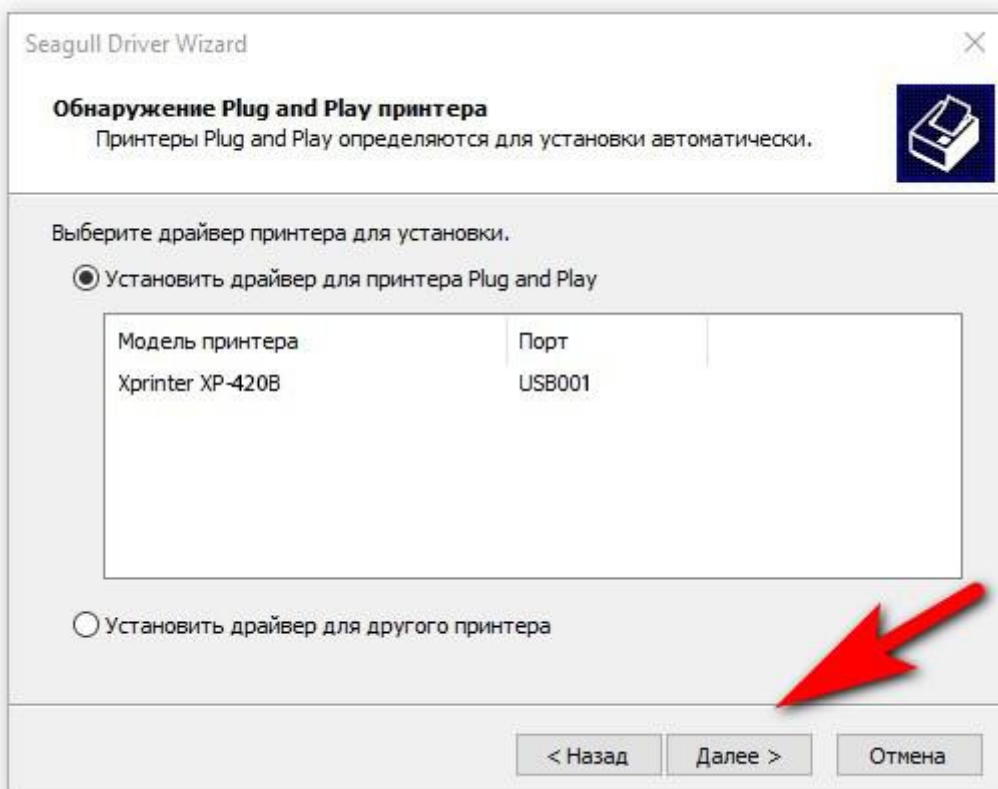 Seagull Driver Wizard
Обнаружение Plug and Play принтера
Принтеры Plug and Play определяются для установки автоматически.
Выберите драйвер принтера для установки.
Установить драйвер для принтера Plug and Play
Модель принтера Порт
Xprinter XP-420B USB001
Установить драйвер для другого принтера
< Назад Далее > Отмена